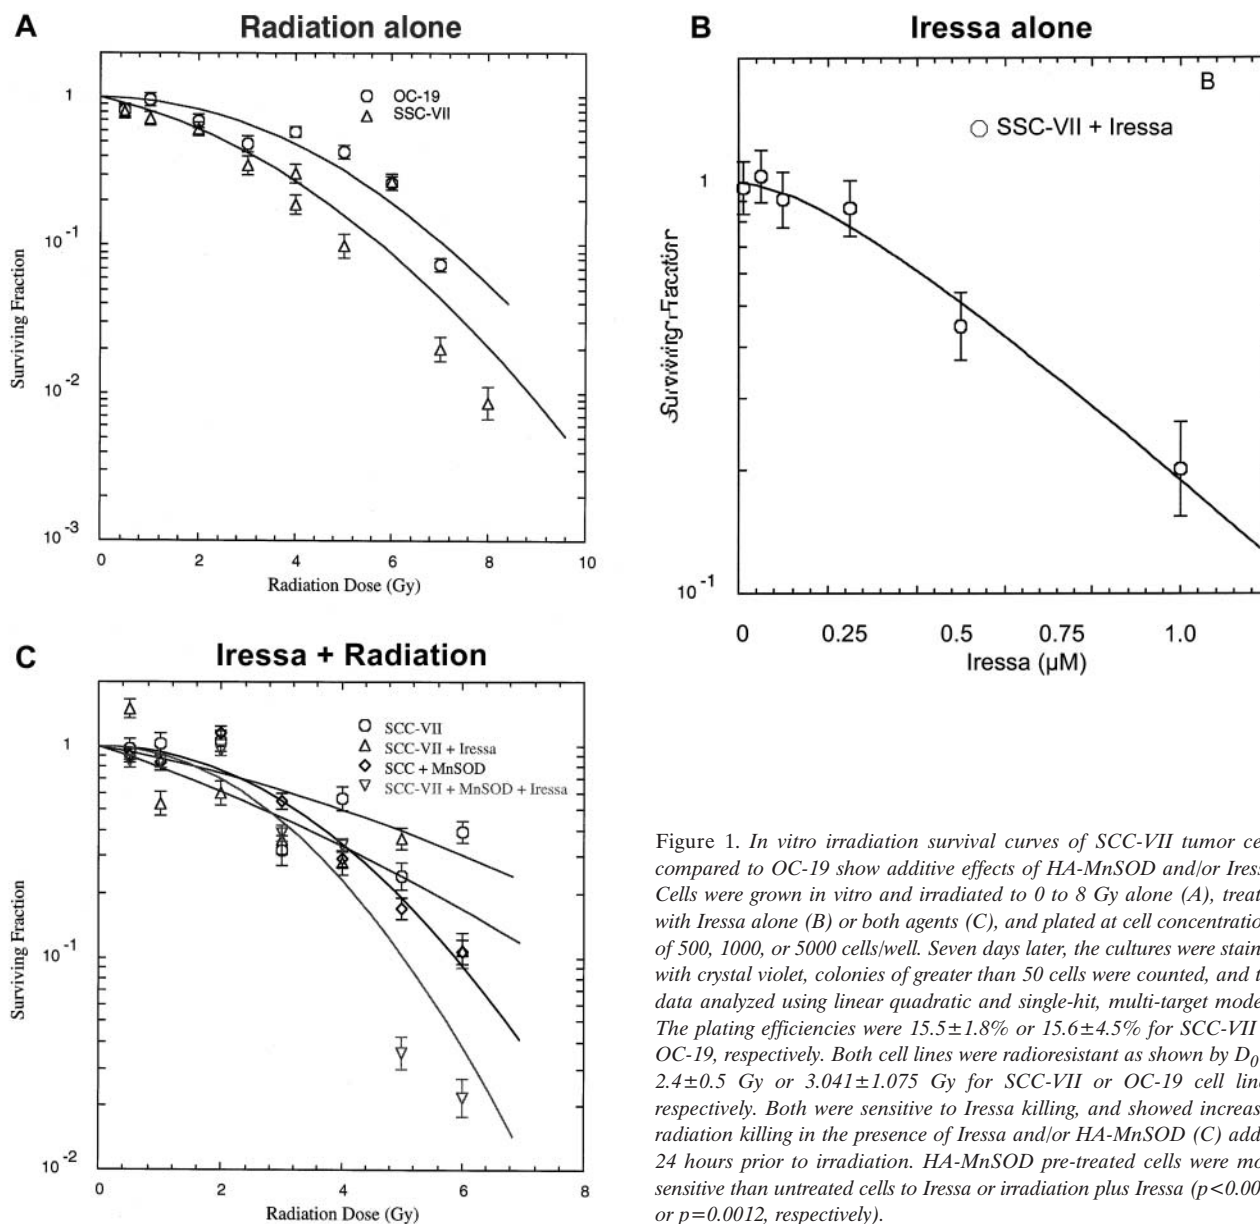 A
Radiation alone
OC-19
SSC-VII
1
10-1
10-2
10-3
Surviving Fraction
0 2 4 6 8 10
Radiation Dose (Gy)
B
Iressa alone
B
SSC-VII + Iressa
1
10-1
Surviving Fraction
0 0.25 0.5 0.75 1.0
Iressa (µM)
C
Iressa + Radiation
SCC-VII
SCC-VII + Iressa
SCC + MnSOD
SCC-VII + MnSOD + Iressa
1
10-1
10-2
Surviving Fraction
0 2 4 6 8
Radiation Dose (Gy)
Figure 1. In vitro irradiation survival curves of SCC-VII tumor ce
compared to OC-19 show additive effects of HA-MnSOD and/or Iress
Cells were grown in vitro and irradiated to 0 to 8 Gy alone (A), treat
with Iressa alone (B) or both agents (C), and plated at cell concentratio
of 500, 1000, or 5000 cells/well. Seven days later, the cultures were stain
with crystal violet, colonies of greater than 50 cells were counted, and t
data analyzed using linear quadratic and single-hit, multi-target mode
The plating efficiencies were 15.5±1.8% or 15.6±4.5% for SCC-VII
OC-19, respectively. Both cell lines were radioresistant as shown by D0
2.4±0.5 Gy or 3.041±1.075 Gy for SCC-VII or OC-19 cell line
respectively. Both were sensitive to Iressa killing, and showed increas
radiation killing in the presence of Iressa and/or HA-MnSOD (C) add
24 hours prior to irradiation. HA-MnSOD pre-treated cells were mo
sensitive than untreated cells to Iressa or irradiation plus Iressa (p<0.00
or p=0.0012, respectively).